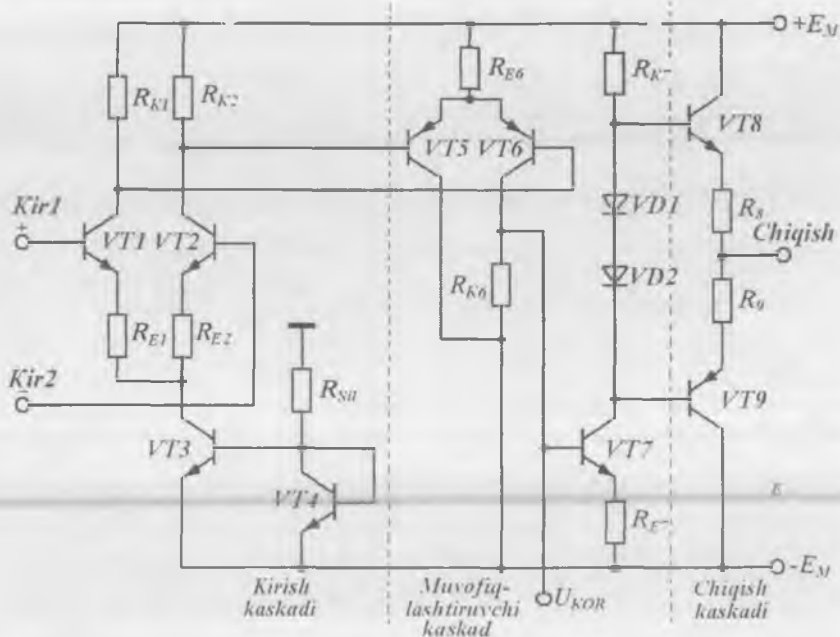 +E_M
R_K1
R_K2
R_E6
R_K7
VT5 VT6
VT8
Kir1
+
VT1 VT2
VD1
R_8
Chiqish
VD2
R_K6
R_9
R_E1
R_E2
Kir2
-
R_SII
VT9
VT3
VT7
VT4
E
R_E7
-E_M
Kirish
kaskadi
Muvofiq-
lashtiruvchi
kaskad
U_KOR
Chiqish
kaskadi